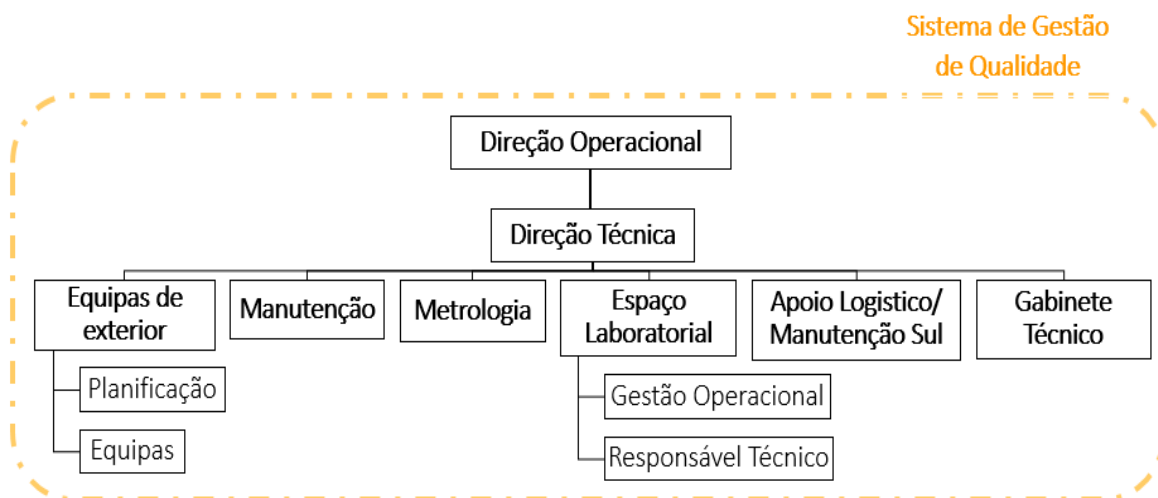 Sistema de Gestão
de Qualidade
Direção Operacional
Direção Técnica
Equipas de
exterior
Manutenção
Metrologia
Espaço
Laboratorial
Apoio Logistico/
Manutenção Sul
Gabinete
Técnico
Planificação
Equipas
Gestão Operacional
Responsável Técnico